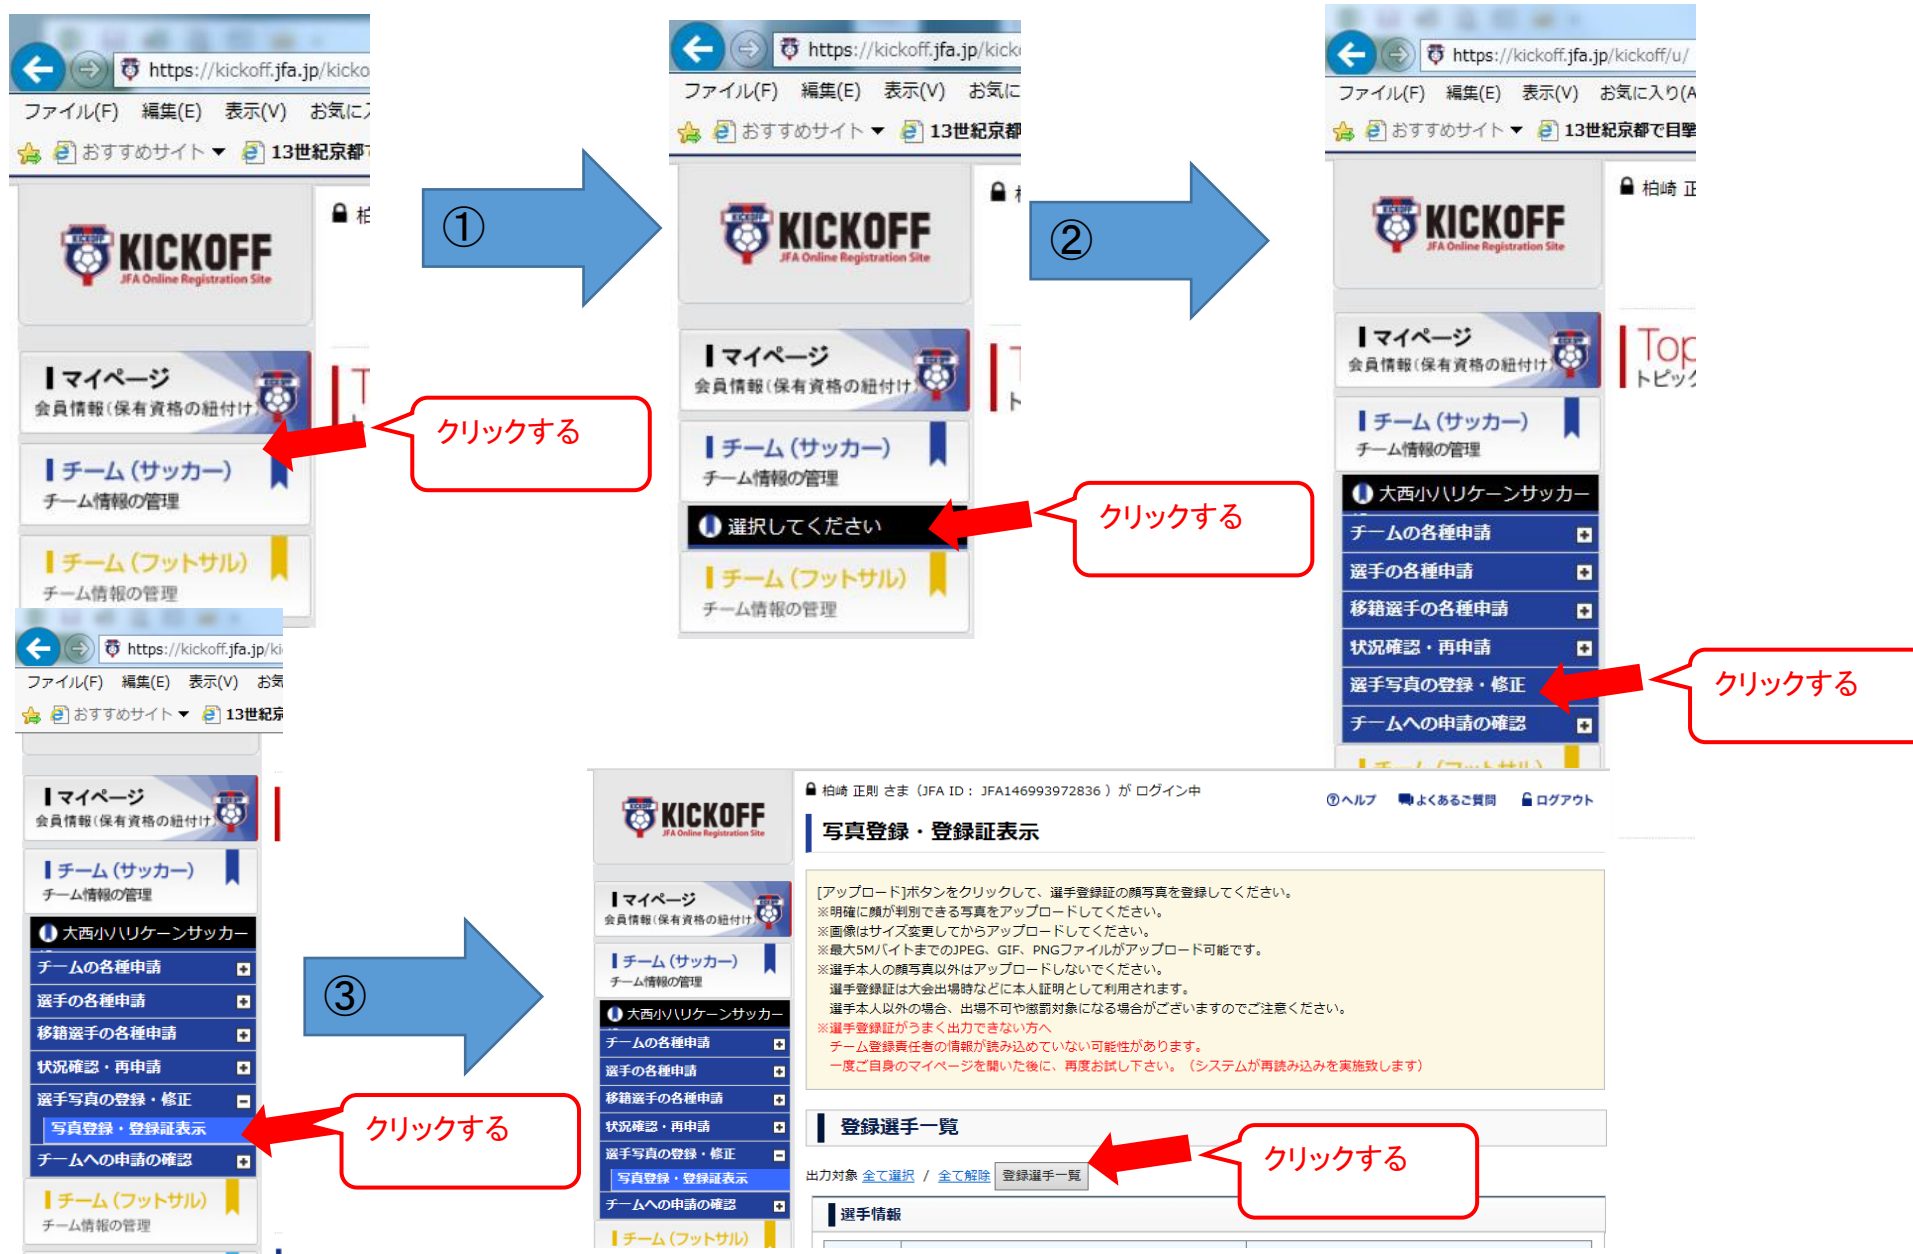 https://kickoff.jfa.jp/kicko
ファイル(F) 編集(E) 表示(V) お気に入
おすすめサイト ▼ 13世紀京都で
KICKOFF
JFA Online Registration Site
マイページ
会員情報(保有資格の紐付け)
チーム(サッカー)
チーム情報の管理
チーム(フットサル)
チーム情報の管理
クリックする
①
https://kickoff.jfa.jp/kicko
ファイル(F) 編集(E) 表示(V) お気に
おすすめサイト ▼ 13世紀京都
KICKOFF
JFA Online Registration Site
マイページ
会員情報(保有資格の紐付け)
チーム(サッカー)
チーム情報の管理
選択してください
チーム(フットサル)
チーム情報の管理
クリックする
②
https://kickoff.jfa.jp/kickoff/u/
ファイル(F) 編集(E) 表示(V) お気に入り(A
おすすめサイト ▼ 13世紀京都で目撃
柏崎 正
KICKOFF
JFA Online Registration Site
Top
トピック
マイページ
会員情報(保有資格の紐付け)
チーム(サッカー)
チーム情報の管理
大西小ハリケーンサッカー
チームの各種申請
選手の各種申請
移籍選手の各種申請
状況確認・再申請
選手写真の登録・修正
チームへの申請の確認
チーム(フットサル)
クリックする
https://kickoff.jfa.jp/ki
ファイル(F) 編集(E) 表示(V) お気
おすすめサイト ▼ 13世紀京
マイページ
会員情報(保有資格の紐付け)
チーム(サッカー)
チーム情報の管理
大西小ハリケーンサッカー
チームの各種申請
選手の各種申請
移籍選手の各種申請
状況確認・再申請
選手写真の登録・修正
写真登録・登録証表示
チームへの申請の確認
チーム(フットサル)
チーム情報の管理
クリックする
③
KICKOFF
JFA Online Registration Site
マイページ
会員情報(保有資格の紐付け)
チーム(サッカー)
チーム情報の管理
大西小ハリケーンサッカー
チームの各種申請
選手の各種申請
移籍選手の各種申請
状況確認・再申請
選手写真の登録・修正
写真登録・登録証表示
チームへの申請の確認
チーム(フットサル)
柏崎 正則 さま(JFA ID: JFA146993972836 )が ログイン中
ヘルプ よくあるご質問 ログアウト
写真登録・登録証表示
[アップロード]ボタンをクリックして、選手登録証の顔写真を登録してください。
※明確に顔が判別できる写真をアップロードしてください。
※画像はサイズ変更してからアップロードしてください。
※最大5MバイトまでのJPEG、GIF、PNGファイルがアップロード可能です。
※選手本人の顔写真以外はアップロードしないでください。
選手登録証は大会出場時などに本人証明として利用されます。
選手本人以外の場合、出場不可や懲罰対象になる場合がございますのでご注意ください。
※選手登録証がうまく出力できない方へ
チーム登録責任者の情報が読み込めていない可能性があります。
一度ご自身のマイページを開いた後に、再度お試し下さい。(システムが再読み込みを実施致します)
登録選手一覧
出力対象 全て選択 / 全て解除 登録選手一覧
クリックする
選手情報